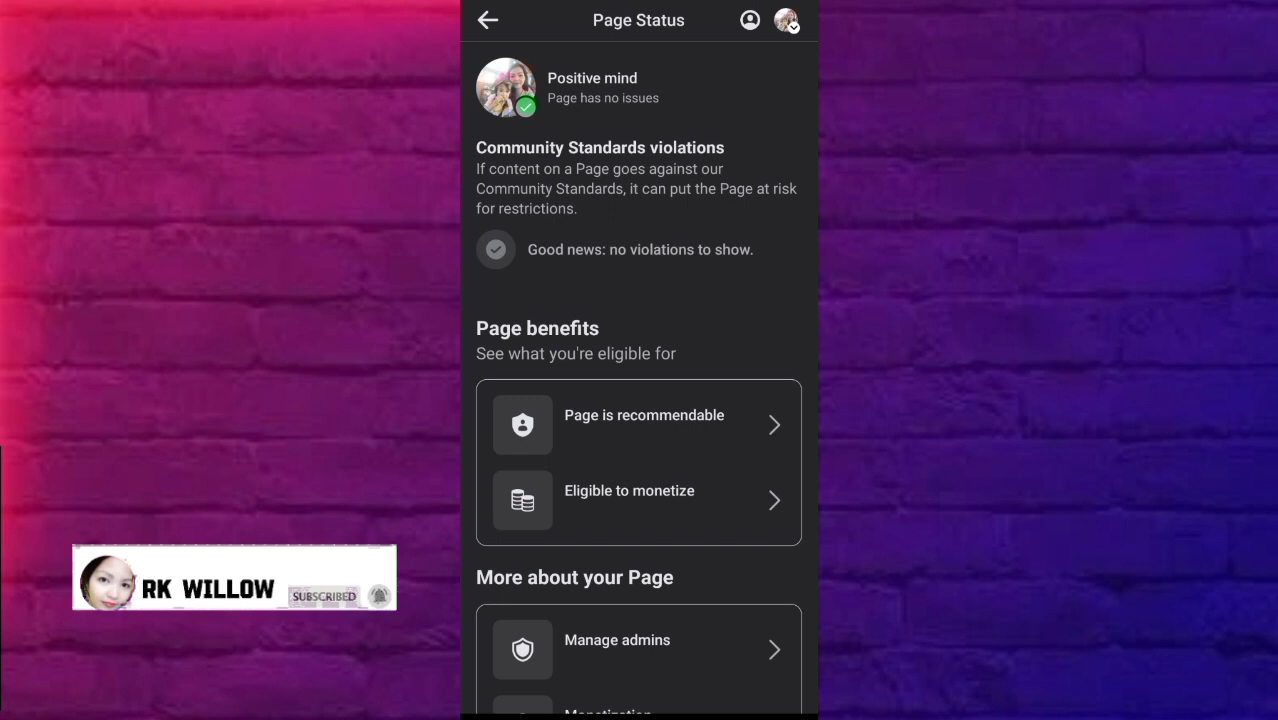 Page Status
Positive mind
Page has no issues
Community Standards violations
If content on a Page goes against our
Community Standards, it can put the Page at risk
for restrictions.
Good news: no violations to show.
Page benefits
See what you're eligible for
Page is recommendable
Eligible to monetize
More about your Page
Manage admins
Monetization
RK WILLOW
SUBSCRIBED